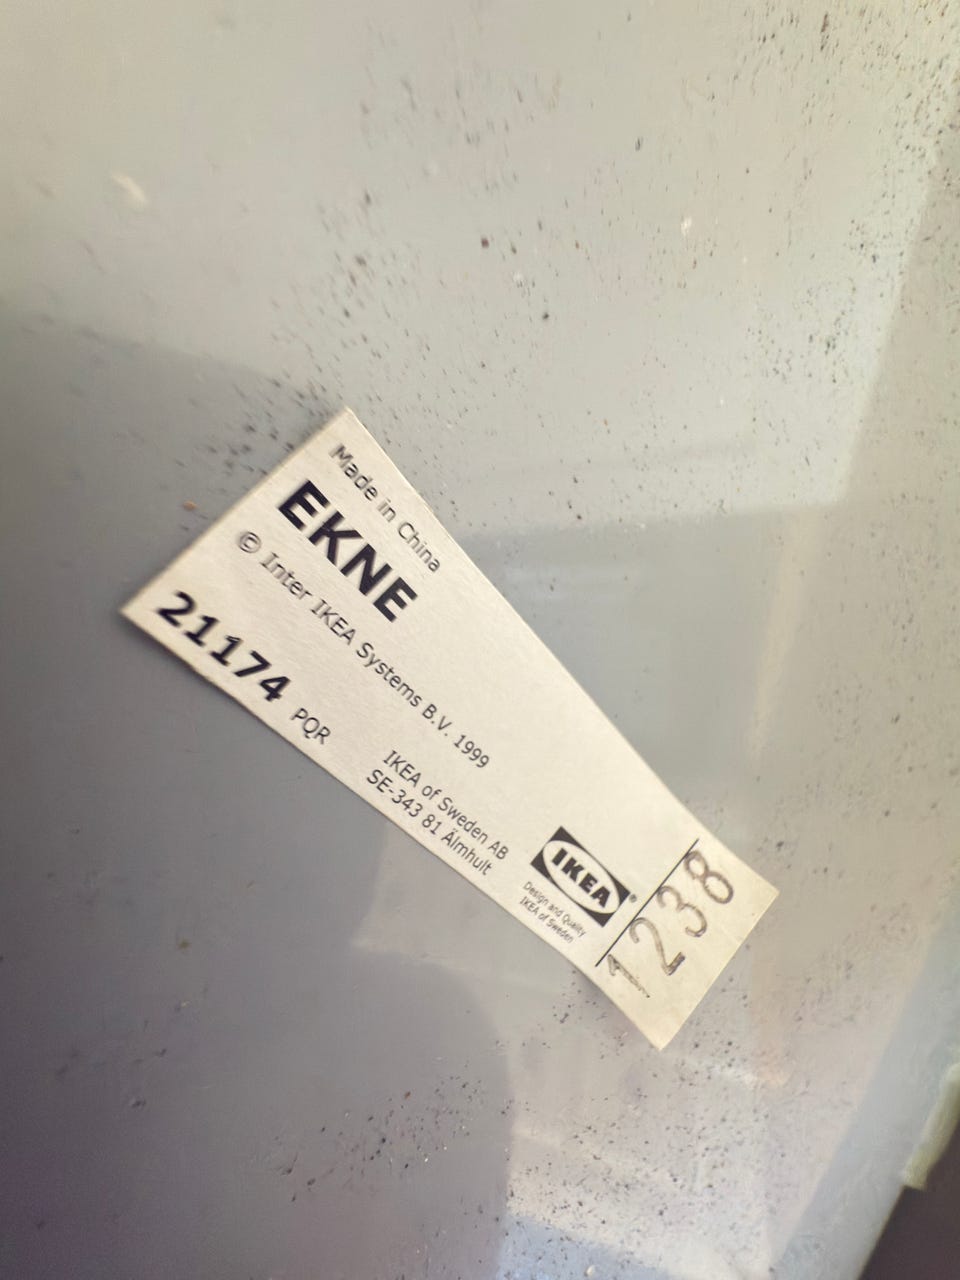 Made in China
EKNE
© Inter IKEA Systems B.V. 1999
21174 PQR
IKEA of Sweden AB
SE-343 81 Älmhult
IKEA®
Design and Quality
IKEA of Sweden
1238